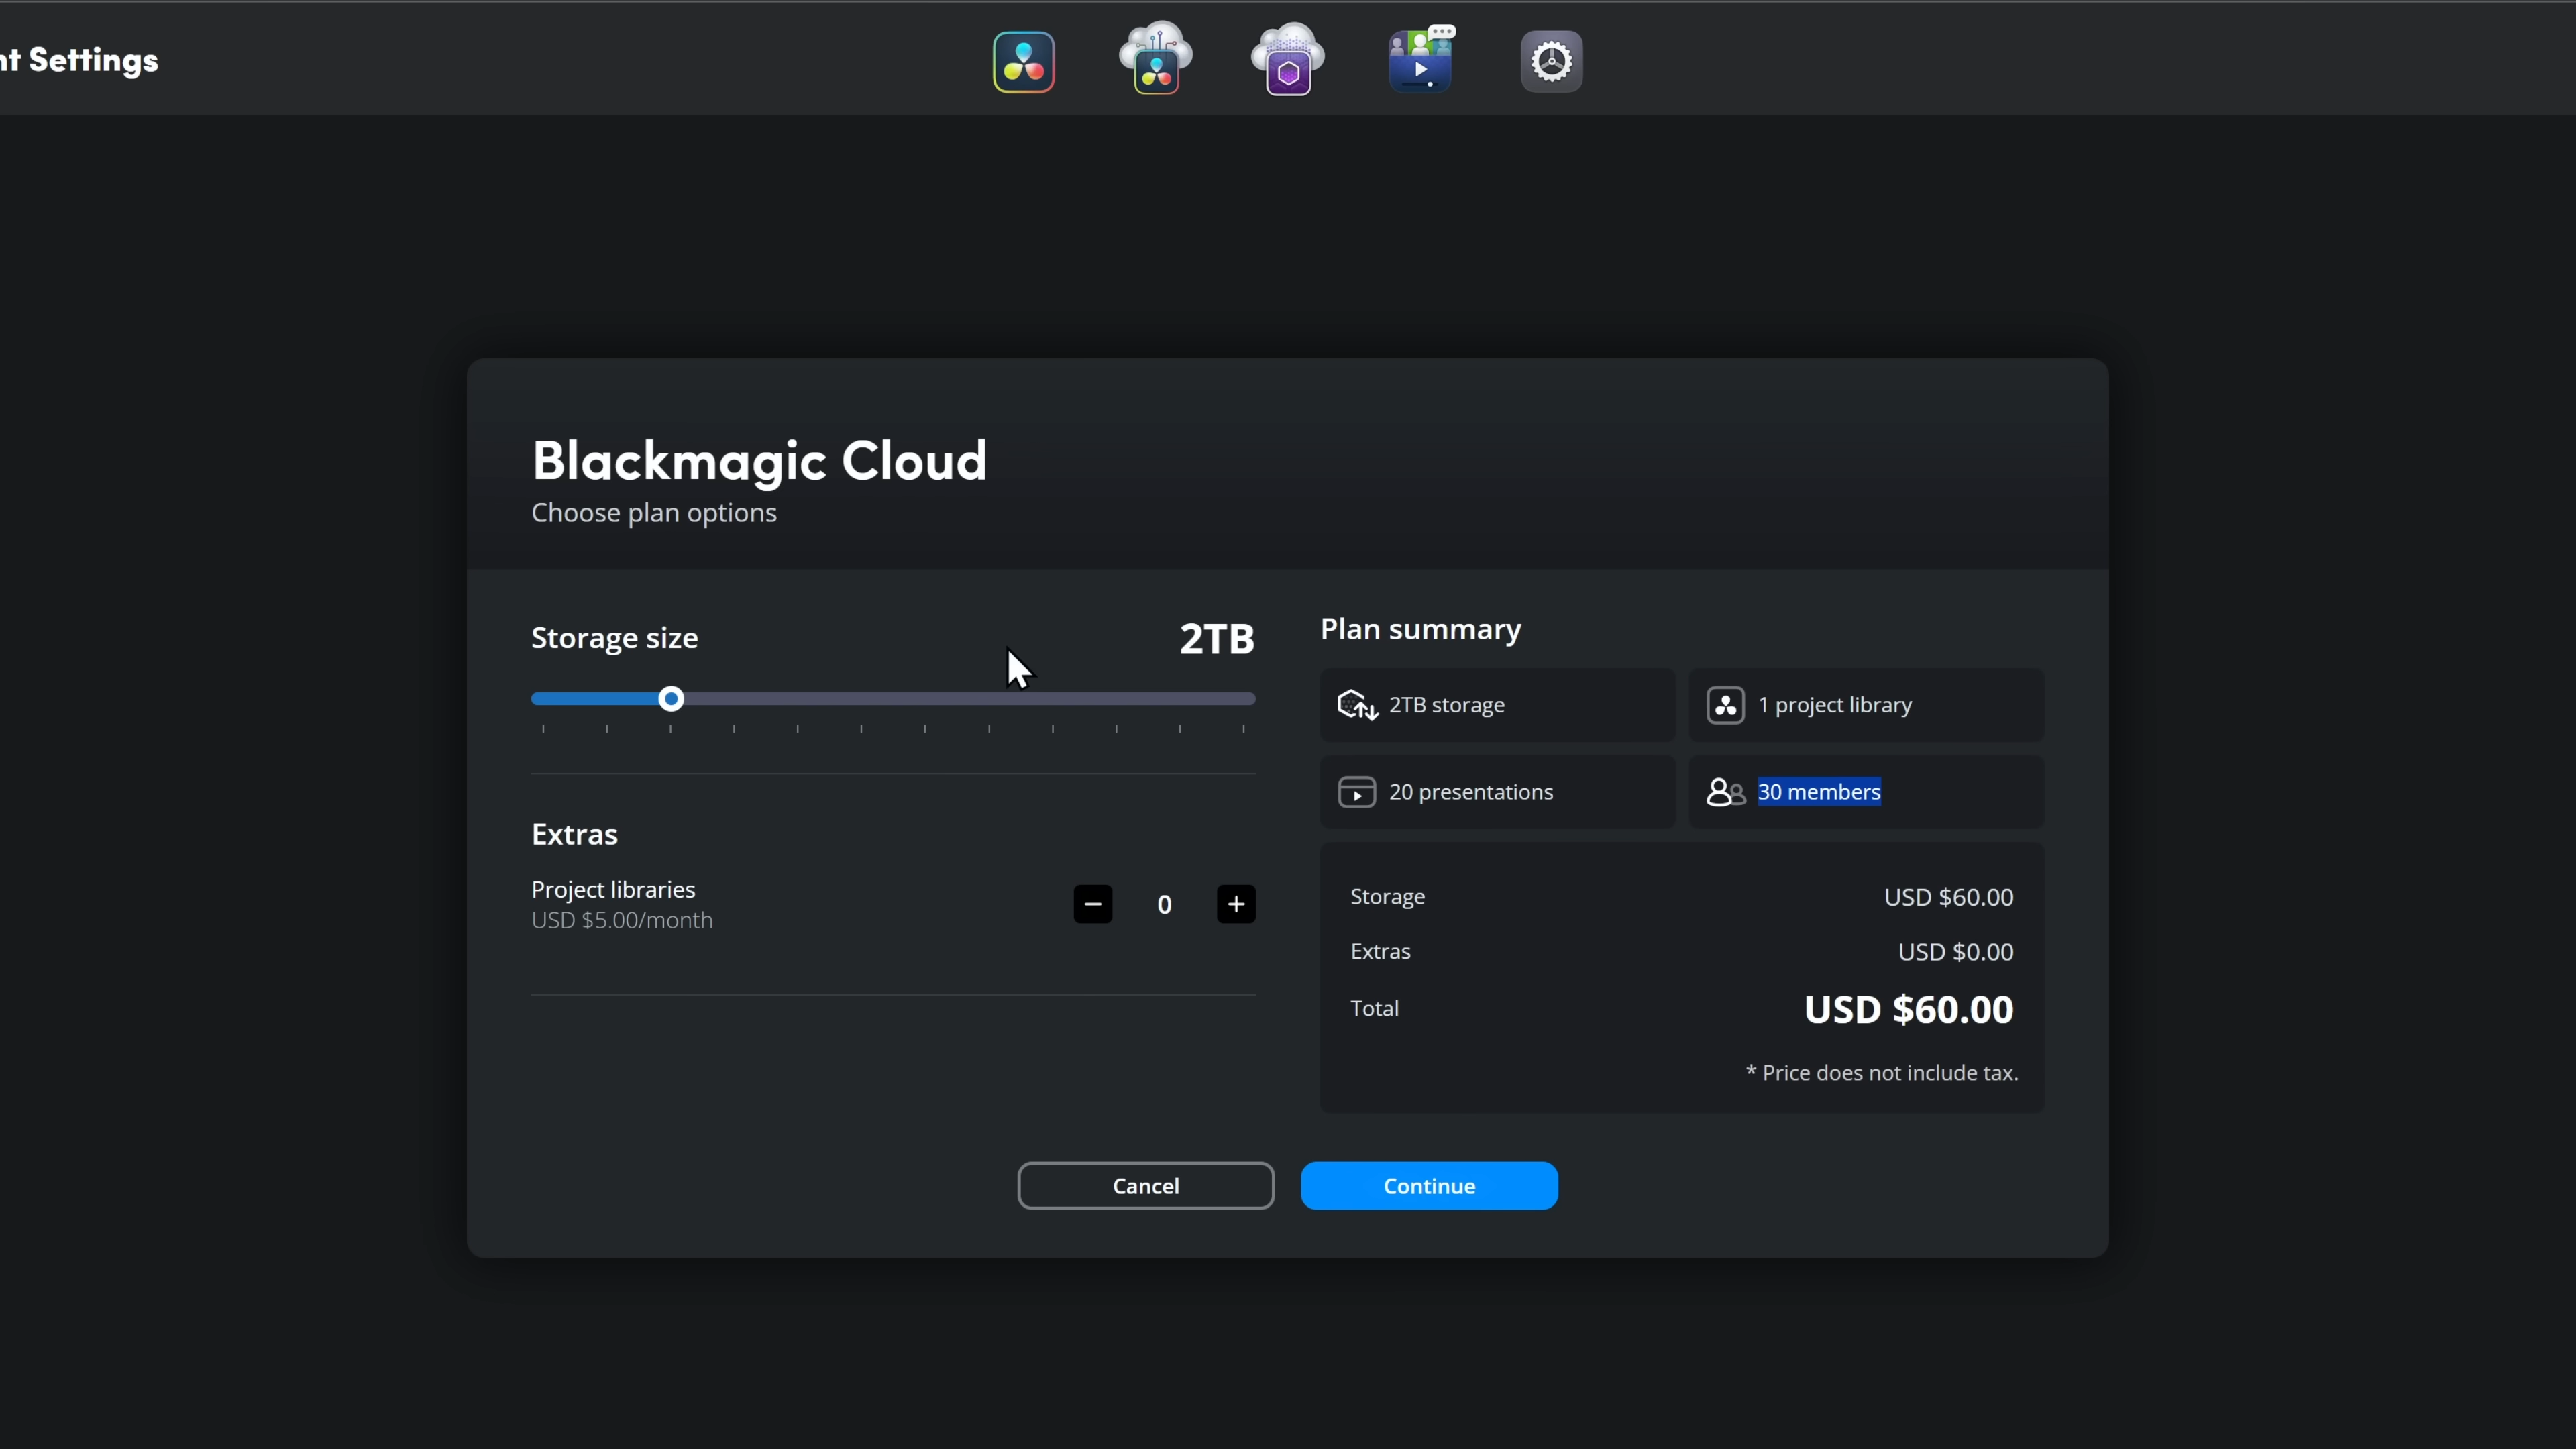 nt Settings
Blackmagic Cloud
Choose plan options
Storage size
2TB
Extras
Project libraries
USD $5.00/month
0
Plan summary
2TB storage
1 project library
20 presentations
30 members
Storage
USD $60.00
Extras
USD $0.00
Total
USD $60.00
* Price does not include tax.
Cancel
Continue